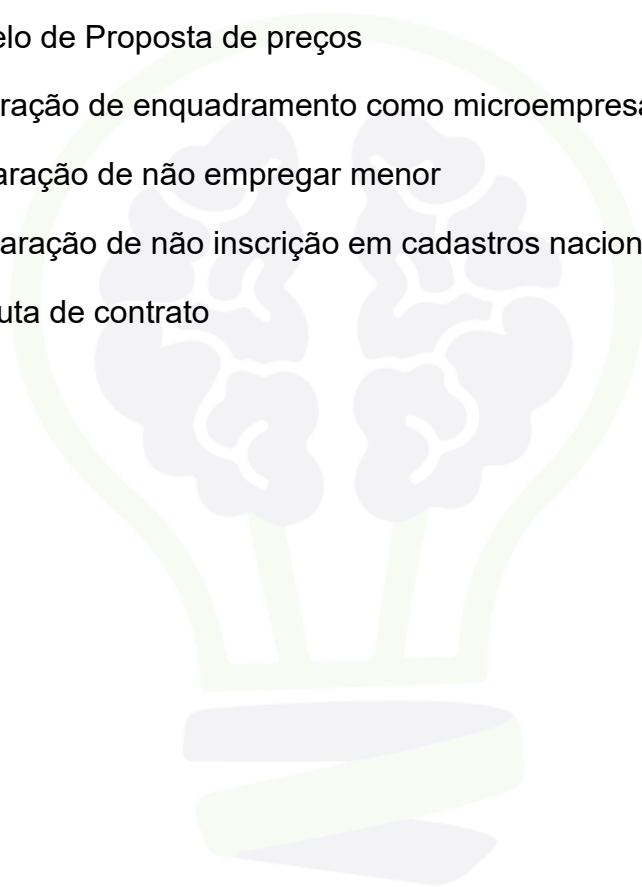 elo de Proposta de preços
ração de enquadramento como microempresa
aração de não empregar menor
aração de não inscrição em cadastros nacion
uta de contrato